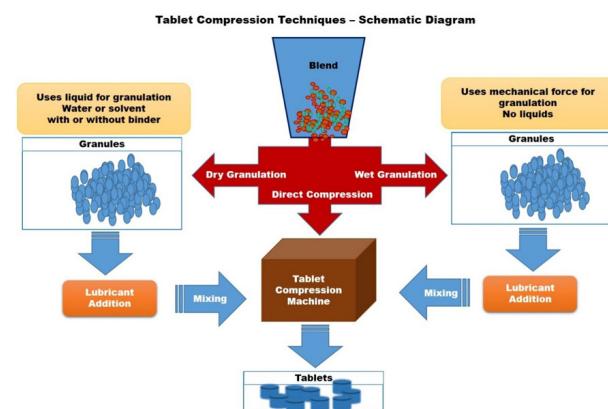 Tablet Compression Techniques – Schematic Diagram
Blend
Uses liquid for granulation
Water or solvent
with or without binder
Uses mechanical force for
granulation
No liquids
Granules
Granules
Dry Granulation
Wet Granulation
Direct Compression
Lubricant
Addition
Mixing
Tablet
Compression
Machine
Mixing
Lubricant
Addition
Tablets